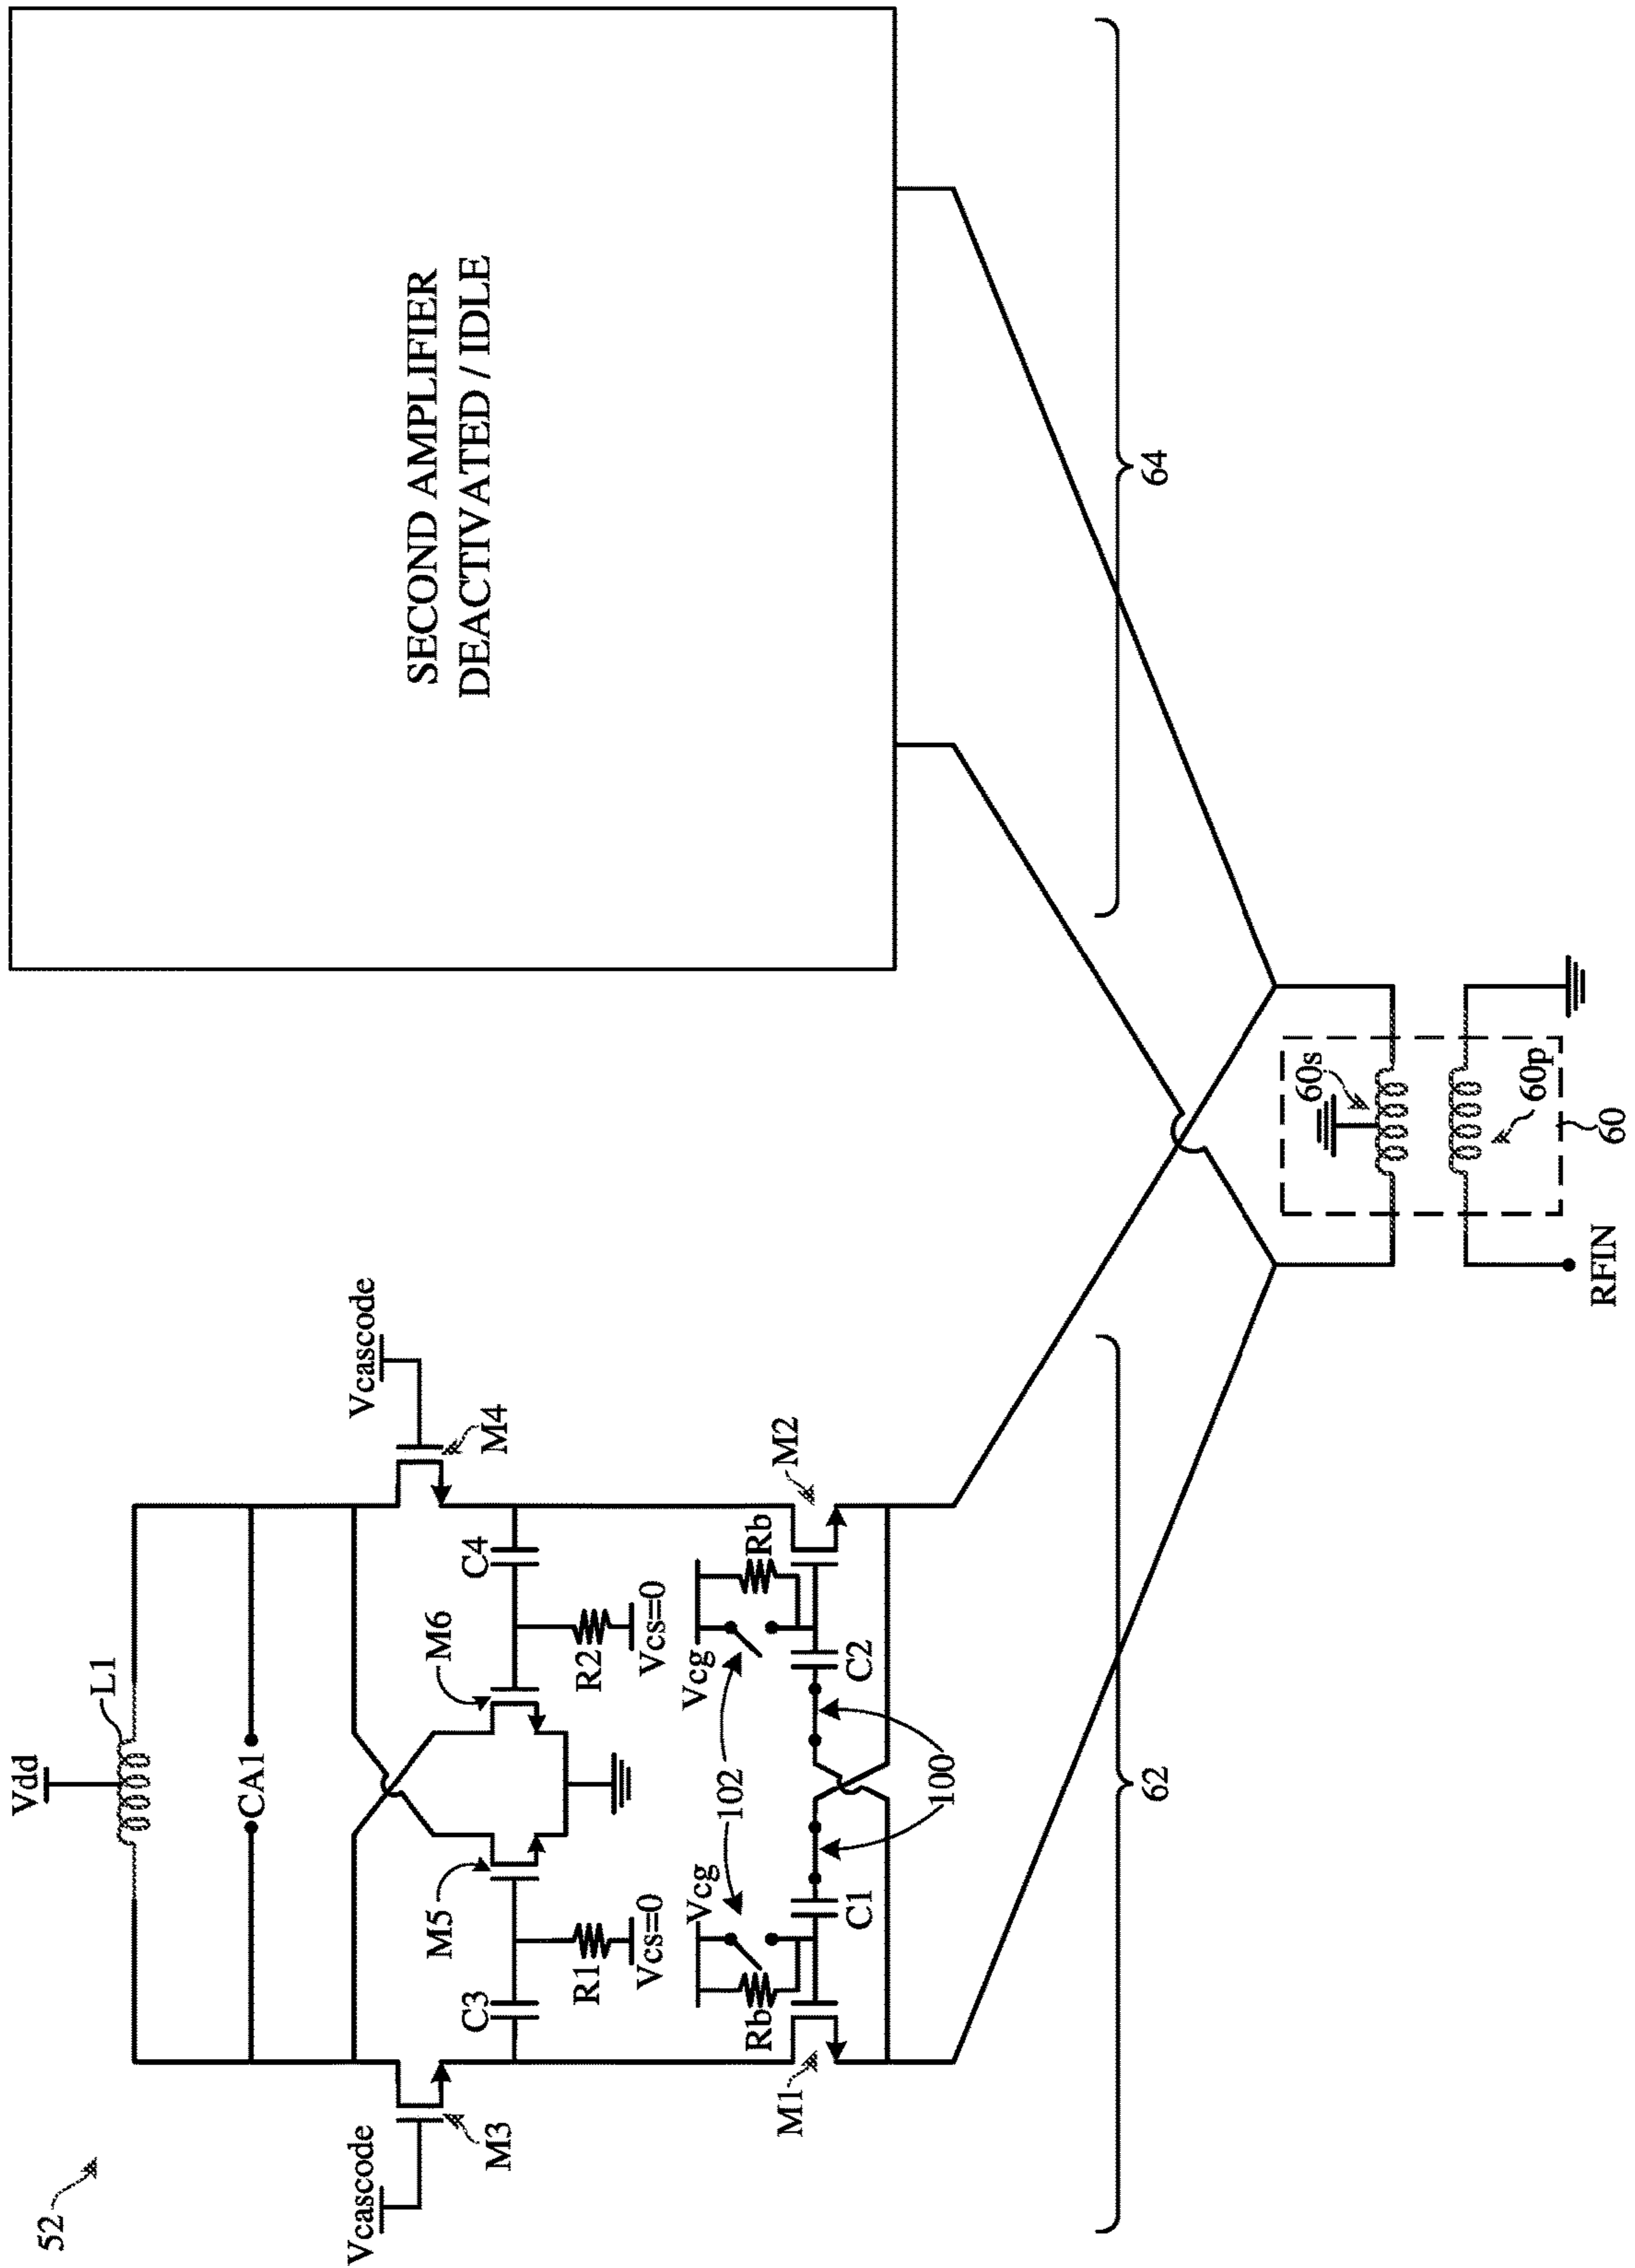 52
Vdd
L1
CA1
Vcascode
Vcascode
M3
M4
M5
M6
C3
C4
R1
R2
Vcs=0
Vcs=0
Vcg
Vcg
102
Rb
Rb
M1
M2
C1
C2
100
62
SECOND AMPLIFIER
DEACTIVATED / IDLE
64
60s
60p
60
RFIN